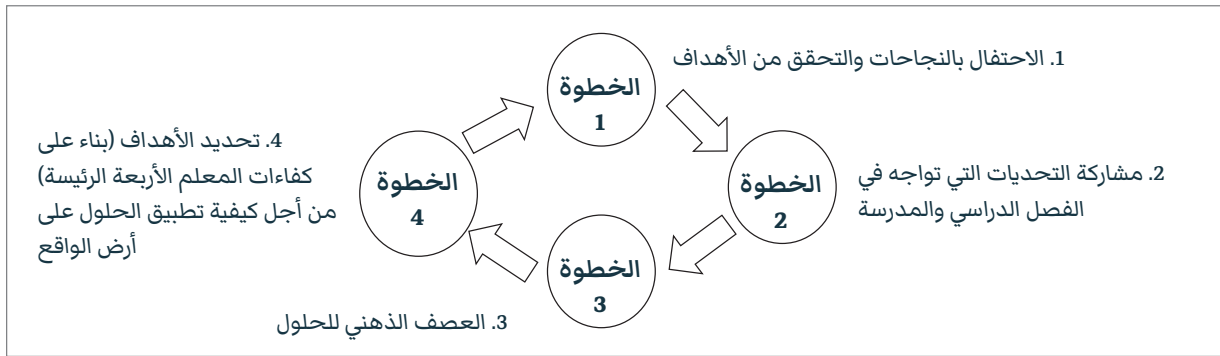 الخطوة
1
1. الاحتفال بالنجاحات والتحقق من الأهداف
الخطوة
2
2. مشاركة التحديات التي تواجه في
الفصل الدراسي والمدرسة
الخطوة
3
3. العصف الذهني للحلول
الخطوة
4
4. تحديد الأهداف (بناء على
كفاءات المعلم الأربعة الرئيسة)
من أجل كيفية تطبيق الحلول على
أرض الواقع